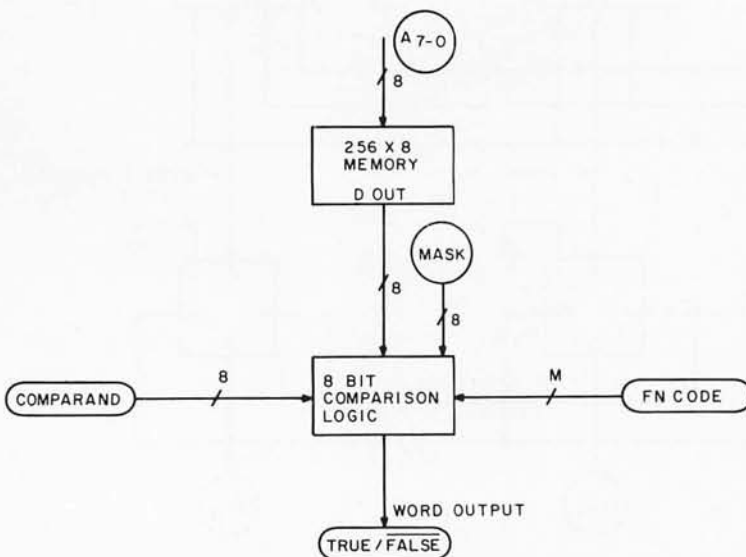 A 7-0
8
256 X 8
MEMORY
D OUT
MASK
8
8
COMPARAND
8
8 BIT
COMPARISON
LOGIC
M
FN CODE
WORD OUTPUT
TRUE / FALSE